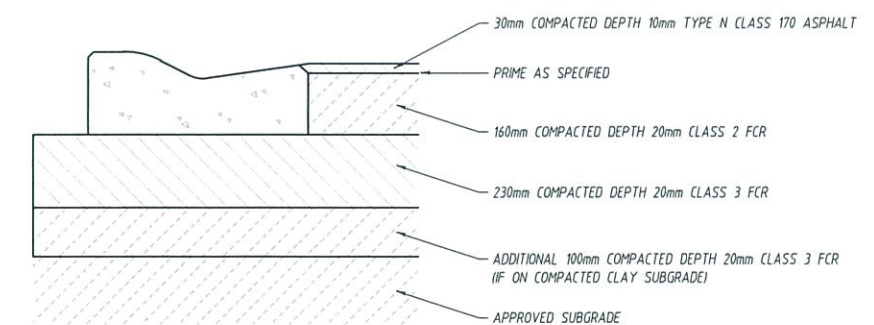 30mm COMPACTED DEPTH 10mm TYPE N CLASS 170 ASPHALT
PRIME AS SPECIFIED
160mm COMPACTED DEPTH 20mm CLASS 2 FCR
230mm COMPACTED DEPTH 20mm CLASS 3 FCR
ADDITIONAL 100mm COMPACTED DEPTH 20mm CLASS 3 FCR
(IF ON COMPACTED CLAY SUBGRADE)
APPROVED SUBGRADE